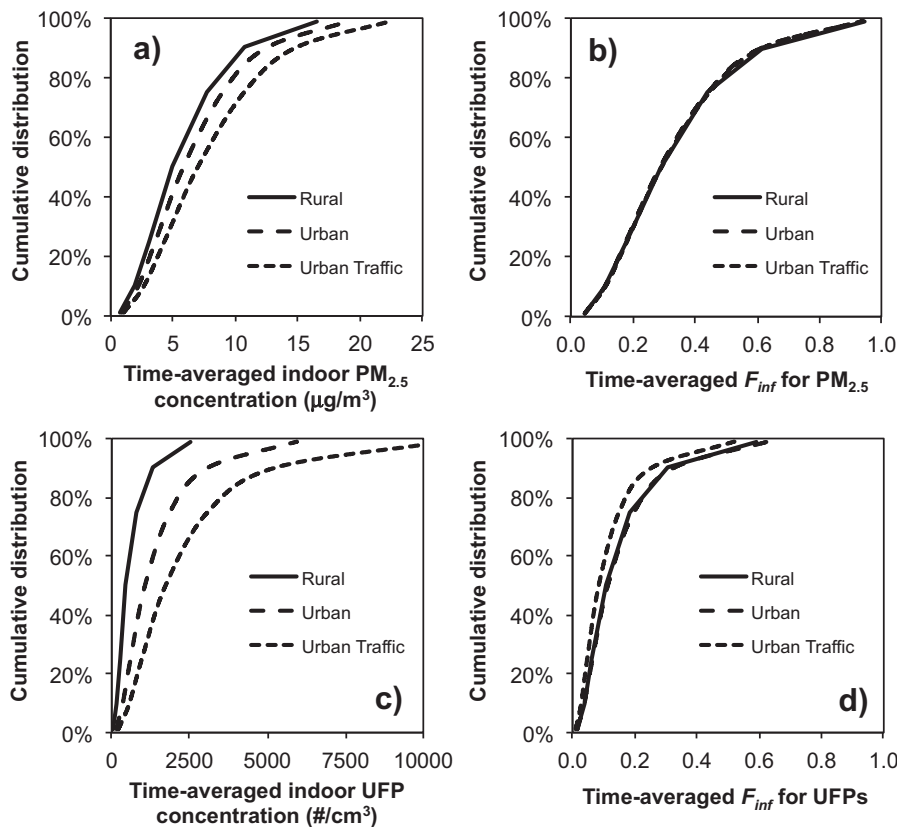 a)
Cumulative distribution
100%
80%
60%
40%
20%
0%
Rural
Urban
Urban Traffic
0 5 10 15 20 25
Time-averaged indoor PM2.5
concentration (μg/m³)
b)
Cumulative distribution
100%
80%
60%
40%
20%
0%
Rural
Urban
Urban Traffic
0.0 0.2 0.4 0.6 0.8 1.0
Time-averaged Finf for PM2.5
c)
Cumulative distribution
100%
80%
60%
40%
20%
0%
Rural
Urban
Urban Traffic
0 2500 5000 7500 10000
Time-averaged indoor UFP
concentration (#/cm³)
d)
Cumulative distribution
100%
80%
60%
40%
20%
0%
Rural
Urban
Urban Traffic
0.0 0.2 0.4 0.6 0.8 1.0
Time-averaged Finf for UFPs